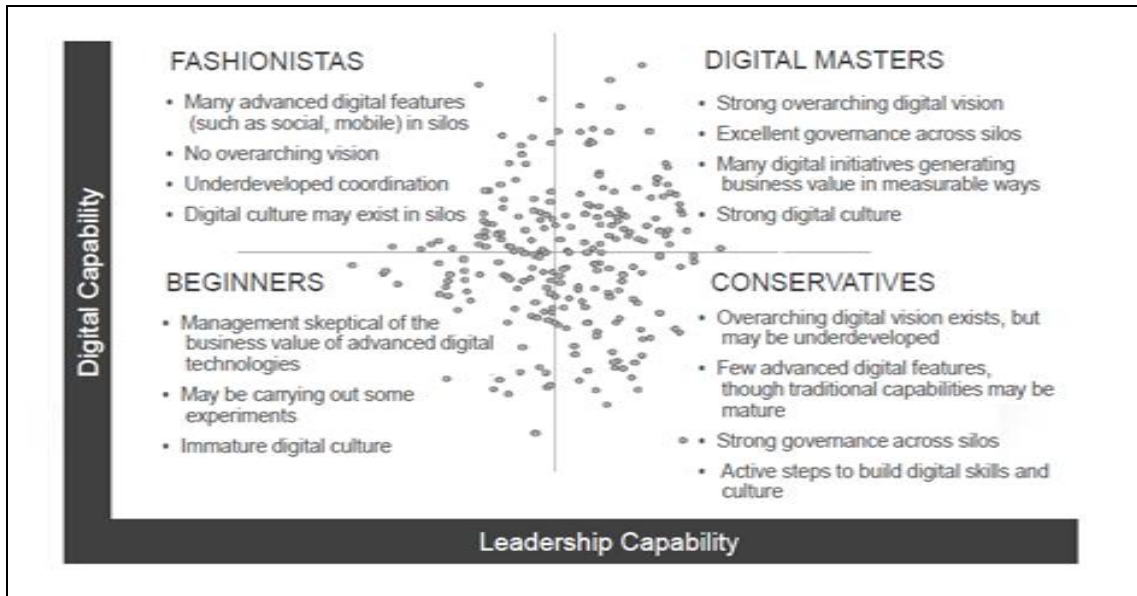 FASHIONISTAS
• Many advanced digital features
(such as social, mobile) in silos
• No overarching vision
• Underdeveloped coordination
• Digital culture may exist in silos
DIGITAL MASTERS
• Strong overarching digital vision
• Excellent governance across silos
• Many digital initiatives generating
business value in measurable ways
• Strong digital culture
BEGINNERS
• Management skeptical of the
business value of advanced digital
technologies
• May be carrying out some
experiments
• Immature digital culture
CONSERVATIVES
• Overarching digital vision exists, but
may be underdeveloped
• Few advanced digital features,
though traditional capabilities may be
mature
• Strong governance across silos
• Active steps to build digital skills and
culture
Digital Capability
Leadership Capability